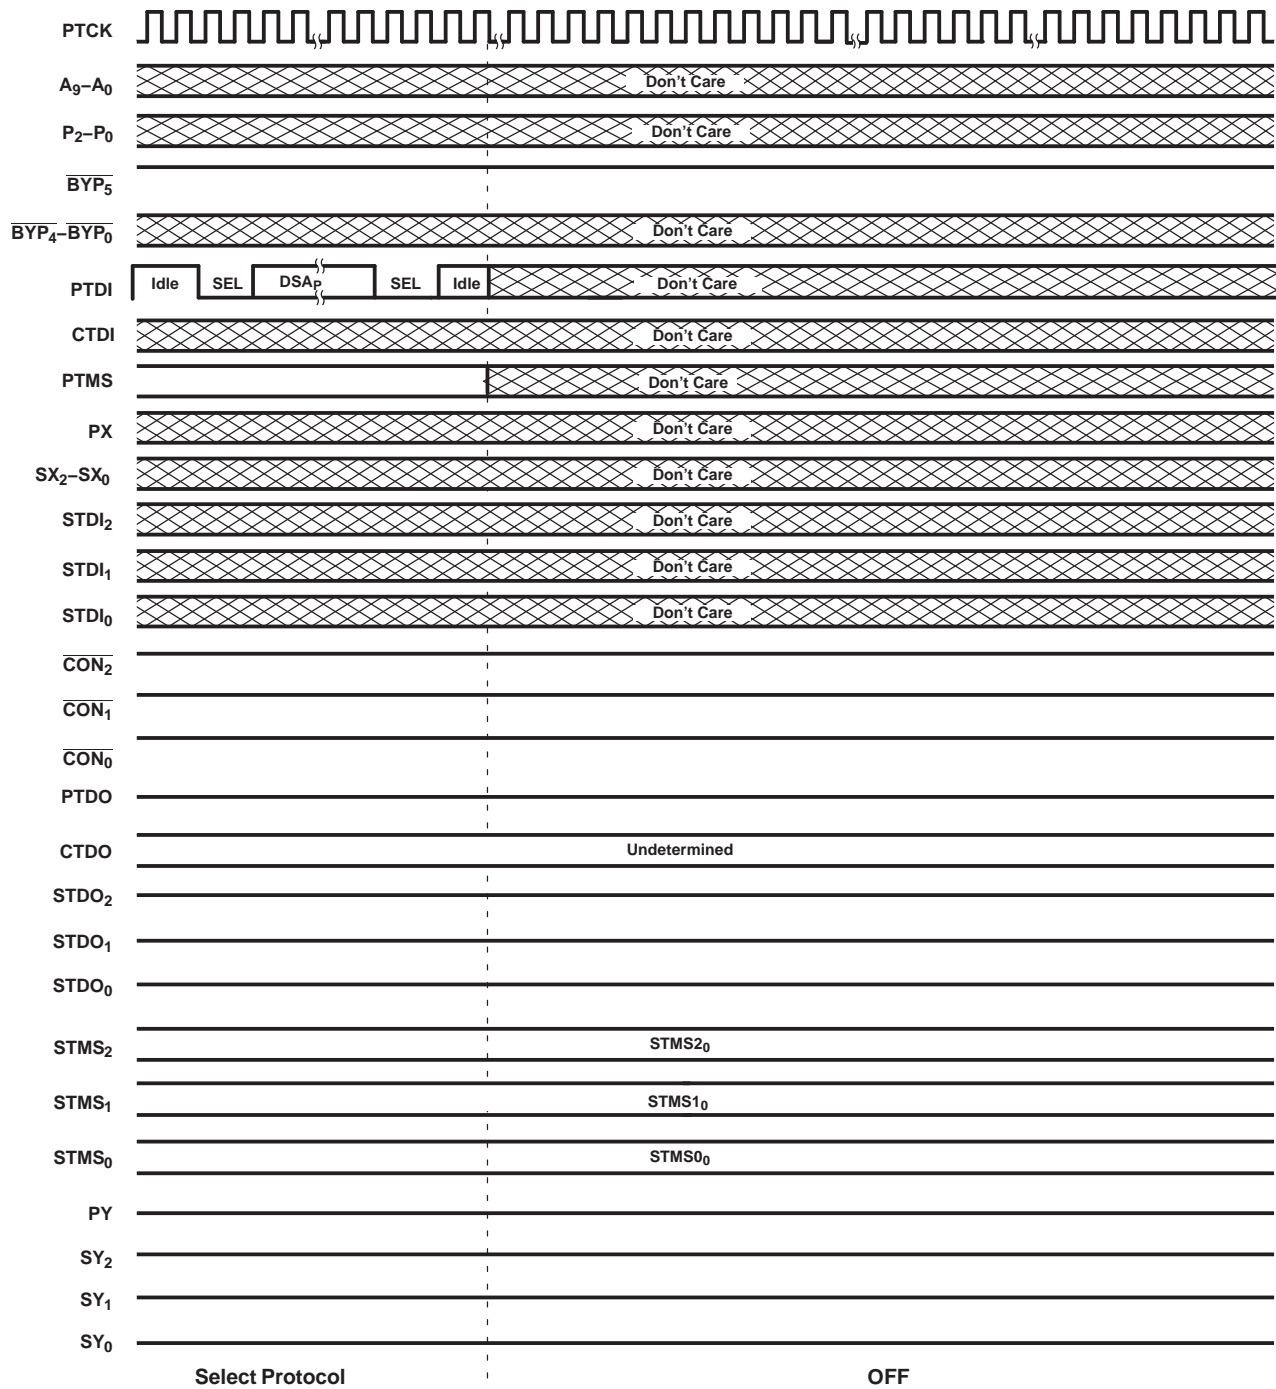 PTCK
A9–A0 Don't Care
P2–P0 Don't Care
BYP5
BYP4–BYP0 Don't Care
PTDI Idle SEL DSAP SEL Idle Don't Care
CTDI Don't Care
PTMS Don't Care
PX Don't Care
SX2–SX0 Don't Care
STDI2 Don't Care
STDI1 Don't Care
STDI0 Don't Care
CON2
CON1
CON0
PTDO
CTDO Undetermined
STDO2
STDO1
STDO0
STMS2 STMS20
STMS1 STMS10
STMS0 STMS00
PY
SY2
SY1
SY0
Select Protocol OFF